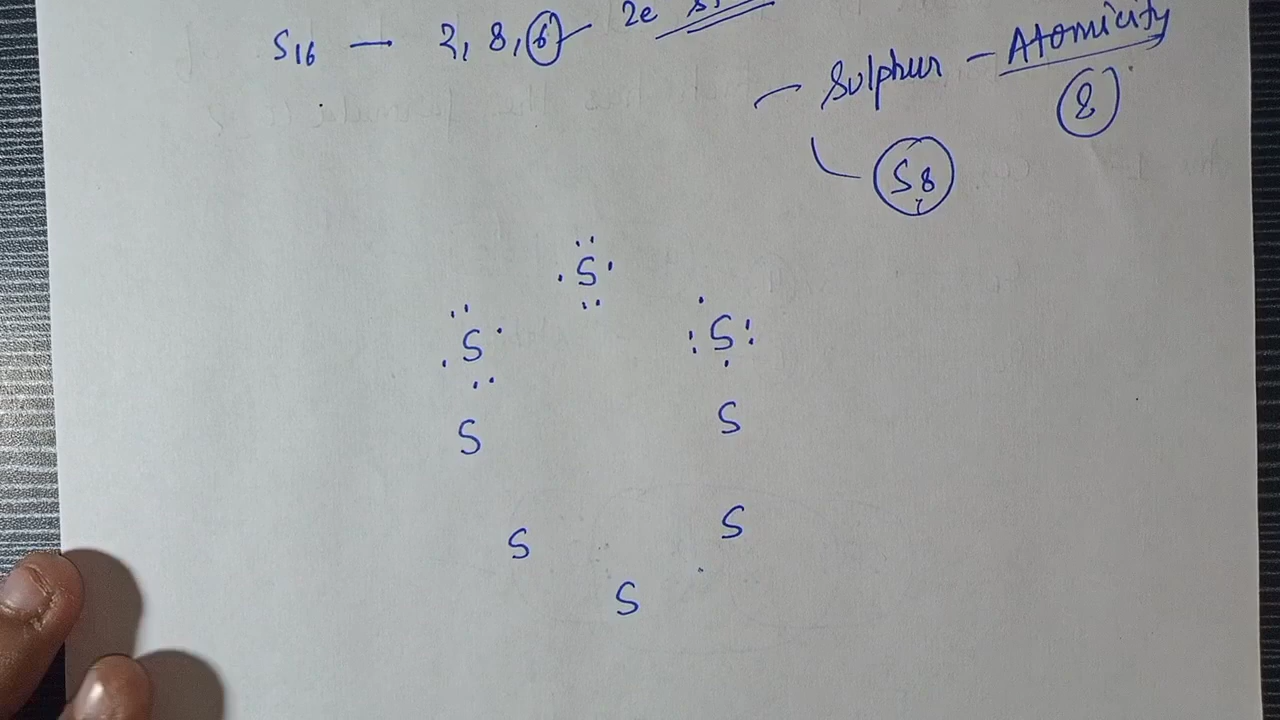 S16 — 2, 8, 6 — 2e
— Sulphur — Atomicity
8
S8
S
S
S
S
S
S
S
S